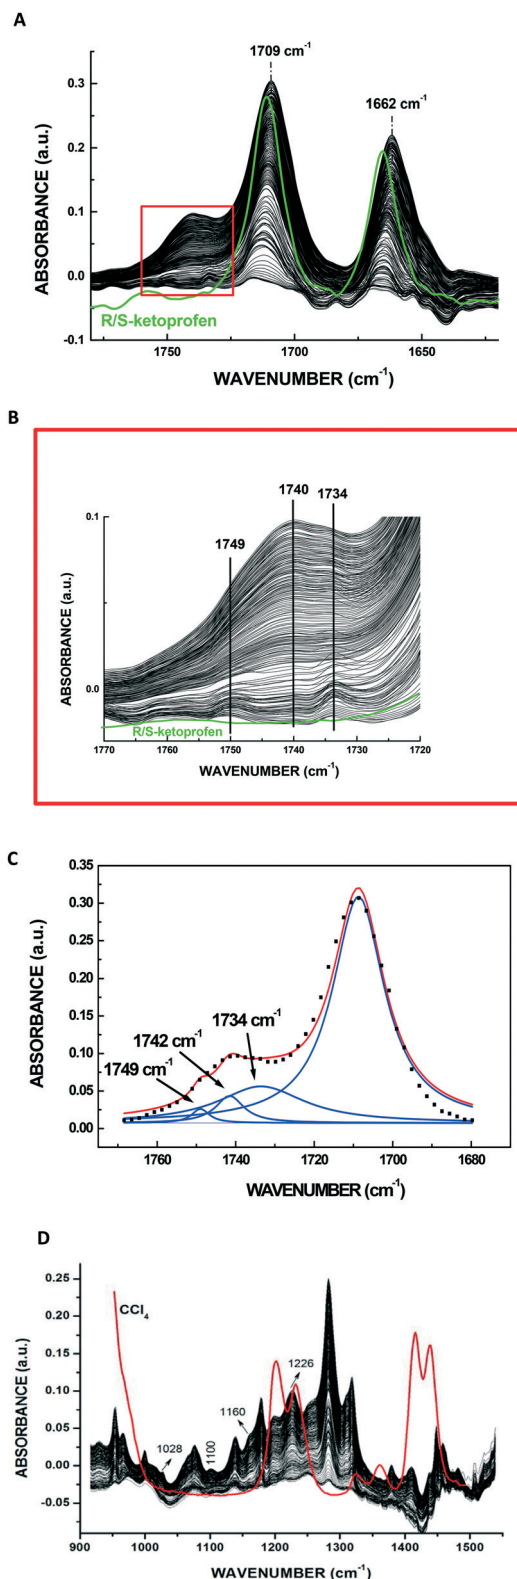 A
1709 cm-1
1662 cm-1
0.3
0.2
0.1
0.0
-0.1
ABSORBANCE (a.u.)
R/S-ketoprofen
1750
1700
1650
WAVENUMBER (cm-1)
B
1740
1734
1749
0.1
0.0
ABSORBANCE (a.u.)
R/S-ketoprofen
1770
1760
1750
1740
1730
1720
WAVENUMBER (cm-1)
C
0.35
0.30
0.25
0.20
0.15
0.10
0.05
0.00
ABSORBANCE (a.u.)
1734 cm-1
1742 cm-1
1749 cm-1
1760
1740
1720
1700
1680
WAVENUMBER (cm-1)
D
0.25
0.20
0.15
0.10
0.05
0.00
-0.05
ABSORBANCE (a.u.)
CCl4
1226
1160
1028
1100
900
1000
1100
1200
1300
1400
1500
WAVENUMBER (cm-1)